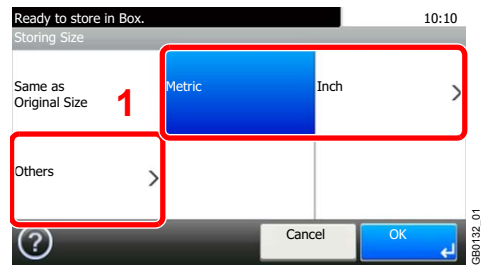 Ready to store in Box.
10:10
Storing Size
Same as
Original Size
1
Metric
Inch
Others
?
Cancel
OK
GB0132_01